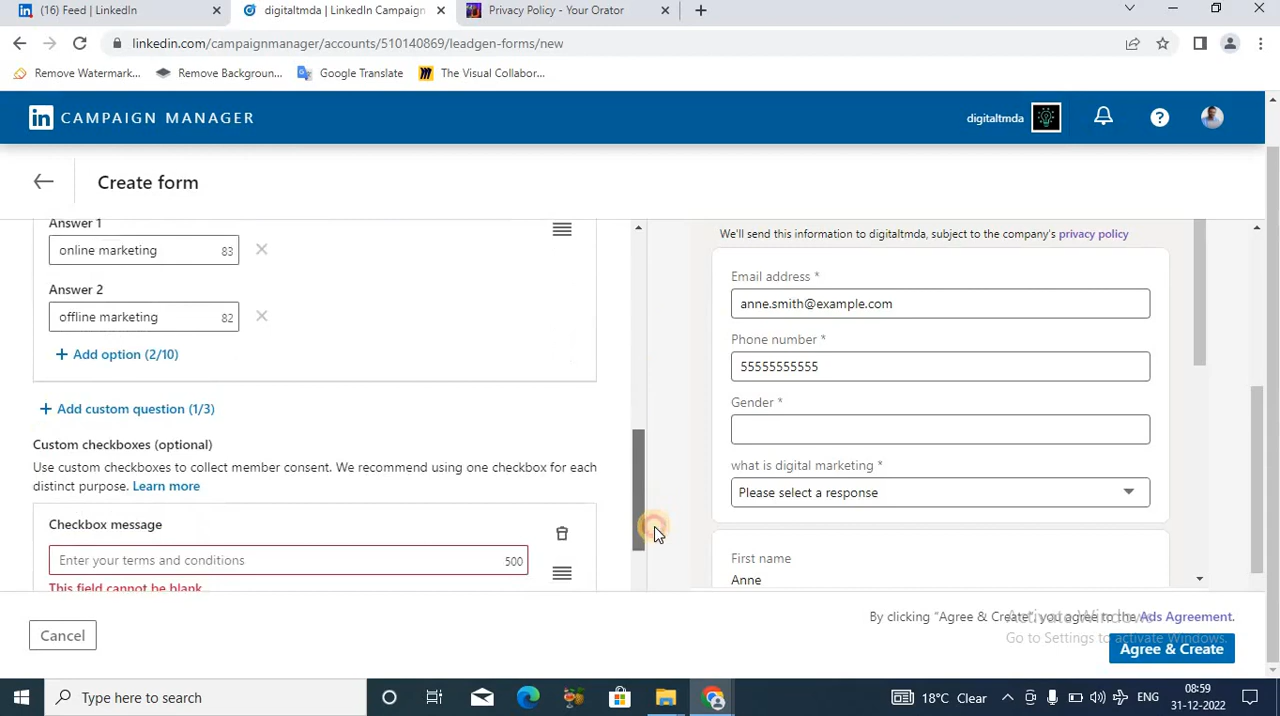 (16) Feed | LinkedIn
digitaltmda | LinkedIn Campaign
Privacy Policy - Your Orator
linkedin.com/campaignmanager/accounts/510140869/leadgen-forms/new
Remove Watermark...
Remove Backgroun...
Google Translate
The Visual Collabor...
in CAMPAIGN MANAGER
digitaltmda
Create form
Answer 1
online marketing 83
Answer 2
offline marketing 82
+ Add option (2/10)
+ Add custom question (1/3)
Custom checkboxes (optional)
Use custom checkboxes to collect member consent. We recommend using one checkbox for each
distinct purpose. Learn more
Checkbox message
Enter your terms and conditions 500
This field cannot be blank.
We'll send this information to digitaltmda, subject to the company's privacy policy
Email address *
anne.smith@example.com
Phone number *
55555555555
Gender *
what is digital marketing *
Please select a response
First name
Anne
By clicking "Agree & Create", you agree to the Ads Agreement.
Activate Windows
Go to Settings to activate Windows.
Cancel
Agree & Create
Type here to search
18°C Clear
ENG
08:59
31-12-2022